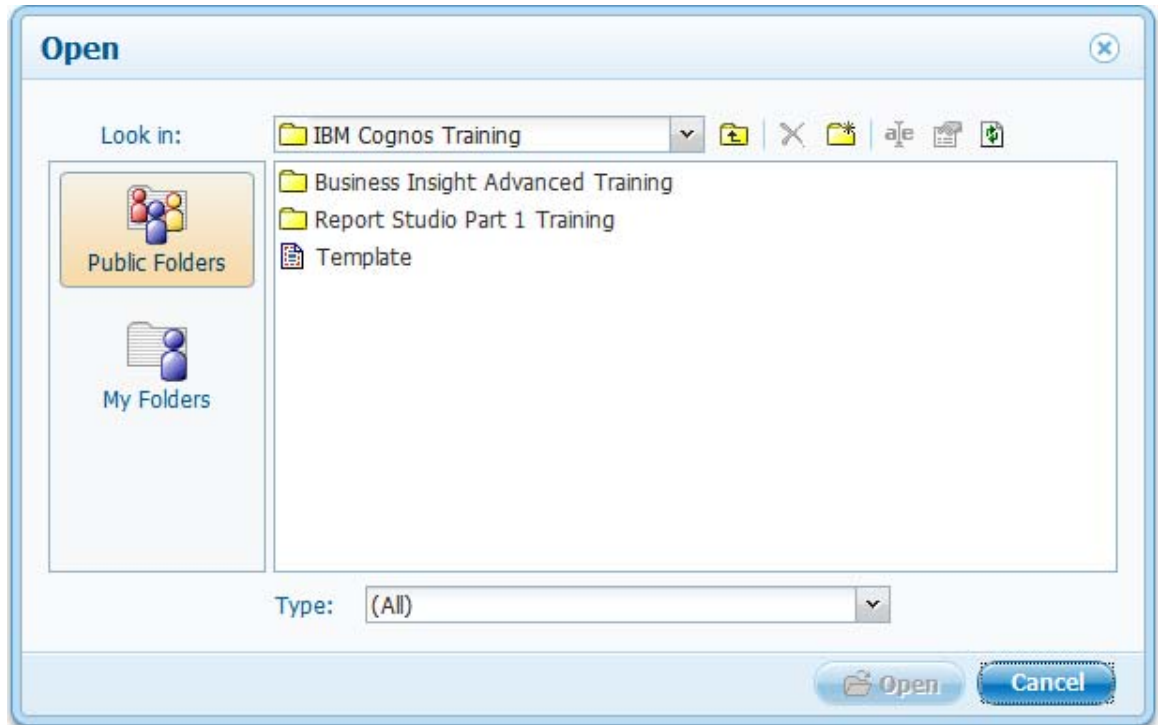 Open
Look in:
IBM Cognos Training
a e
Public Folders
My Folders
Business Insight Advanced Training
Report Studio Part 1 Training
Template
Type:
(All)
Open
Cancel